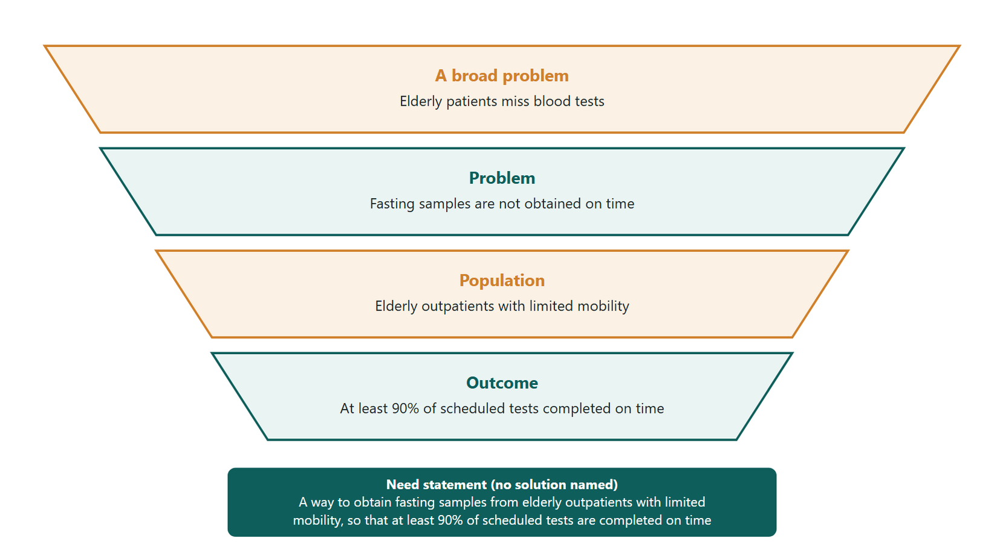 A broad problem
Elderly patients miss blood tests
Problem
Fasting samples are not obtained on time
Population
Elderly outpatients with limited mobility
Outcome
At least 90% of scheduled tests completed on time
Need statement (no solution named)
A way to obtain fasting samples from elderly outpatients with limited
mobility, so that at least 90% of scheduled tests are completed on time